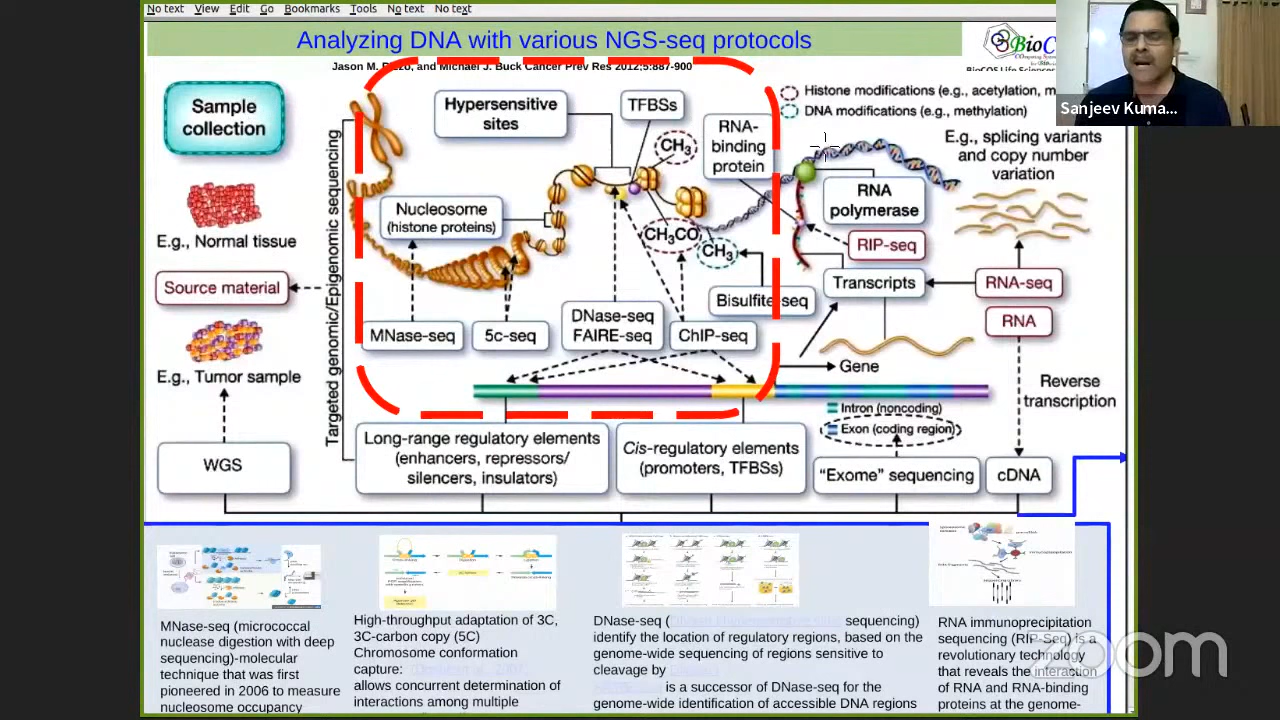 No text View Edit Go Bookmarks Tools No text No text
Analyzing DNA with various NGS-seq protocols
Jason M. Rizzo, and Michael J. Buck Cancer Prev Res 2012;5:887-900
Sanjeev Kuma...
Histone modifications (e.g., acetylation, m
DNA modifications (e.g., methylation)
Sample
collection
E.g., Normal tissue
Source material
E.g., Tumor sample
WGS
Targeted genomic/Epigenomic sequencing
Hypersensitive
sites
TFBSs
CH3
RNA-
binding
protein
Nucleosome
(histone proteins)
CH3CO
CH3
Bisulfite-seq
MNase-seq
5c-seq
DNase-seq
FAIRE-seq
ChIP-seq
E.g., splicing variants
and copy number
variation
RNA
polymerase
RIP-seq
Transcripts
RNA-seq
RNA
Gene
Reverse
transcription
Intron (noncoding)
Exon (coding region)
Long-range regulatory elements
(enhancers, repressors/
silencers, insulators)
Cis-regulatory elements
(promoters, TFBSs)
"Exome" sequencing
cDNA
MNase-seq (micrococcal
nuclease digestion with deep
sequencing)-molecular
technique that was first
pioneered in 2006 to measure
nucleosome occupancy
High-throughput adaptation of 3C,
3C-carbon copy (5C)
Chromosome conformation
capture:
allows concurrent determination of
interactions among multiple
DNase-seq ( sequencing)
identify the location of regulatory regions, based on the
genome-wide sequencing of regions sensitive to
cleavage by
is a successor of DNase-seq for the
genome-wide identification of accessible DNA regions
RNA immunoprecipitation
sequencing (RIP-Seq) is a
revolutionary technology
that reveals the interaction
of RNA and RNA-binding
proteins at the genome-
zoom